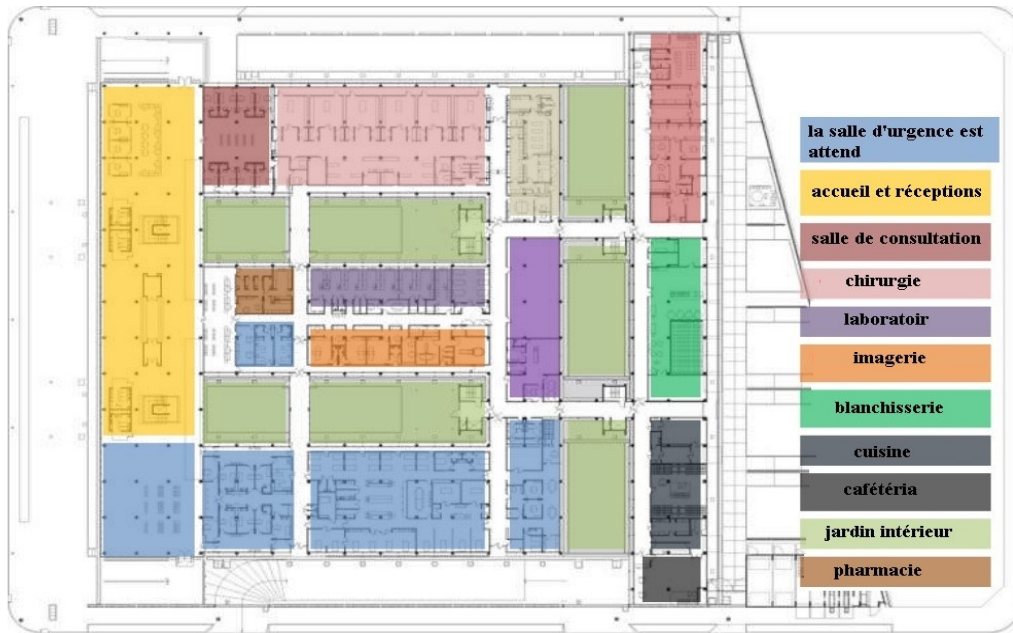 la salle d'urgence est
attend
accueil et réceptions
salle de consultation
chirurgie
laboratoir
imagerie
blanchisserie
cuisine
cafétéria
jardin intérieur
pharmacie